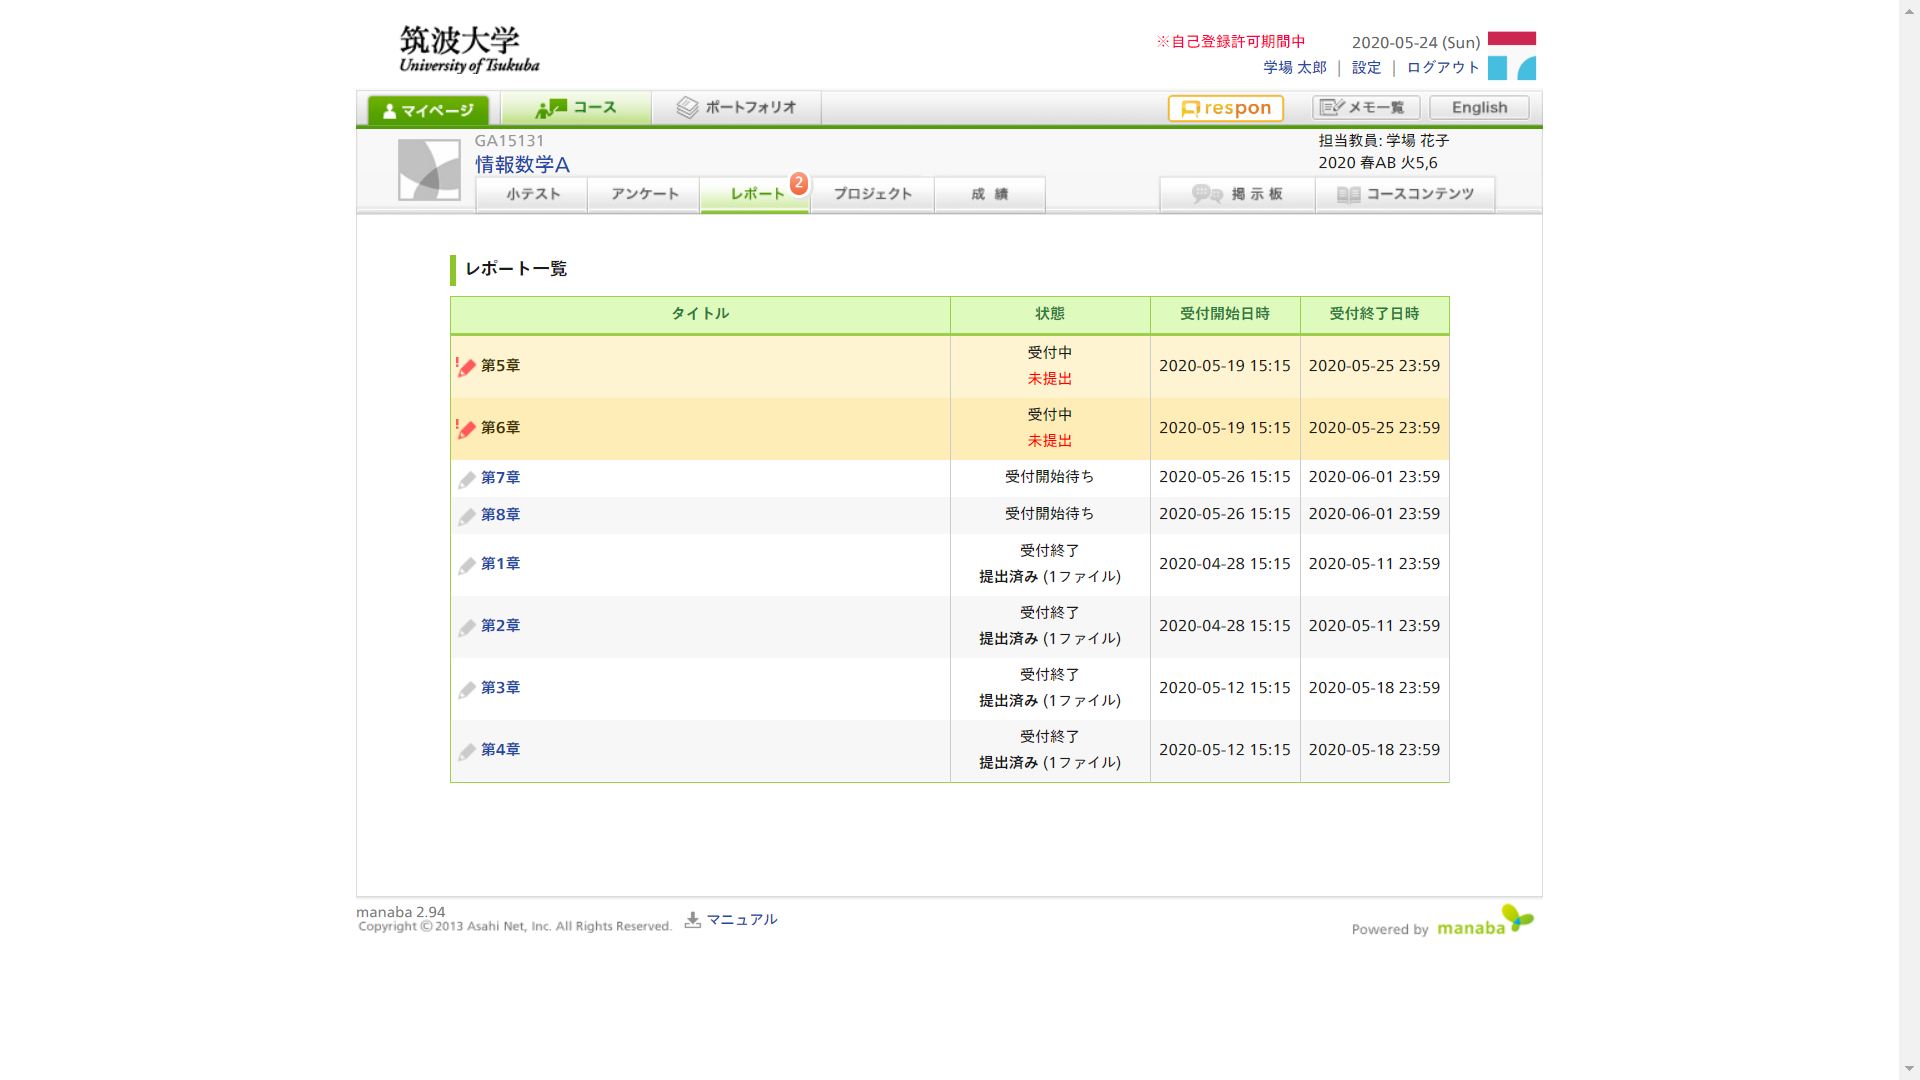 筑波大学
University of Tsukuba
※自己登録許可期間中
2020-05-24 (Sun)
学場 太郎 | 設定 | ログアウト
マイページ
コース
ポートフォリオ
respon
メモ一覧
English
GA15131
情報数学A
担当教員: 学場 花子
2020 春AB 火5,6
小テスト
アンケート
レポート
2
プロジェクト
成 績
掲 示 板
コースコンテンツ
レポート一覧
タイトル 状態 受付開始日時 受付終了日時
第5章 受付中 2020-05-19 15:15 2020-05-25 23:59
未提出
第6章 受付中 2020-05-19 15:15 2020-05-25 23:59
未提出
第7章 受付開始待ち 2020-05-26 15:15 2020-06-01 23:59
第8章 受付開始待ち 2020-05-26 15:15 2020-06-01 23:59
第1章 受付終了 2020-04-28 15:15 2020-05-11 23:59
提出済み (1ファイル)
第2章 受付終了 2020-04-28 15:15 2020-05-11 23:59
提出済み (1ファイル)
第3章 受付終了 2020-05-12 15:15 2020-05-18 23:59
提出済み (1ファイル)
第4章 受付終了 2020-05-12 15:15 2020-05-18 23:59
提出済み (1ファイル)
manaba 2.94
Copyright ©2013 Asahi Net, Inc. All Rights Reserved.
マニュアル
Powered by manaba